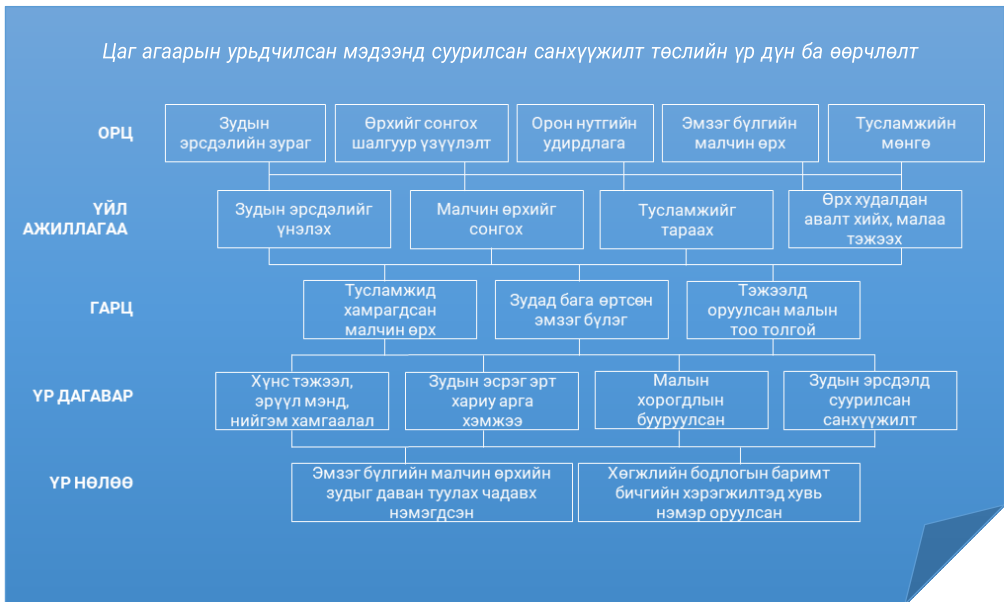 Цаг агаарын урьдчилсан мэдээнд суурилсан санхүүжилт төслийн үр дүн ба өөрчлөлт
ОРЦ
Зудын
эрсдэлийн зураг
Өрхийг сонгох
шалгуур үзүүлэлт
Орон нутгийн
удирдлага
Эмзэг бүлгийн
малчин өрх
Тусламжийн
мөнгө
ҮЙЛ
АЖИЛЛАГАА
Зудын эрсдэлийг
үнэлэх
Малчин өрхийг
сонгох
Тусламжийг
тараах
Өрх худалдан
авалт хийх, малаа
тэжээх
ГАРЦ
Тусламжид
хамрагдсан
малчин өрх
Зудад бага өртсөн
эмзэг бүлэг
Тэжээлд
оруулсан малын
тоо толгой
ҮР ДАГАВАР
Хүнс тэжээл,
эрүүл мэнд,
нийгэм хамгаалал
Зудын эсрэг эрт
хариу арга
хэмжээ
Малын
хорогдлын
бууруулсан
Зудын эрсдэлд
суурилсан
санхүүжилт
ҮР НӨЛӨӨ
Эмзэг бүлгийн малчин өрхийн
зудыг даван туулах чадавх
нэмэгдсэн
Хөгжлийн бодлогын баримт
бичгийн хэрэгжилтэд хувь
нэмэр оруулсан